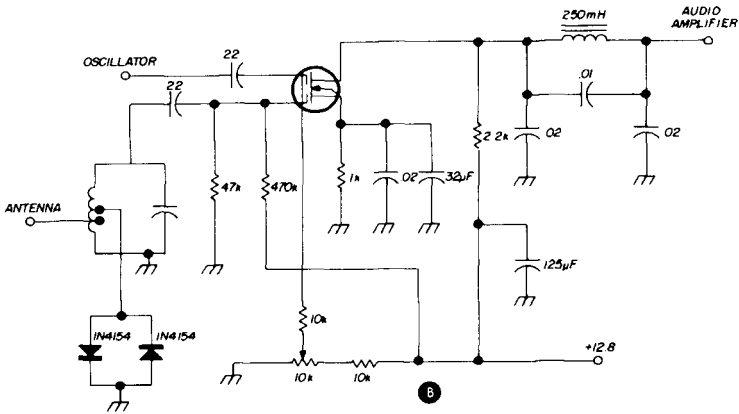 250mH
AUDIO
AMPLIFIER
OSCILLATOR
22
22
.01
2 2k
02
02
47k
470k
1k
02
32µF
ANTENNA
125µF
10k
1N4154
1N4154
+12.8
10k
10k
B